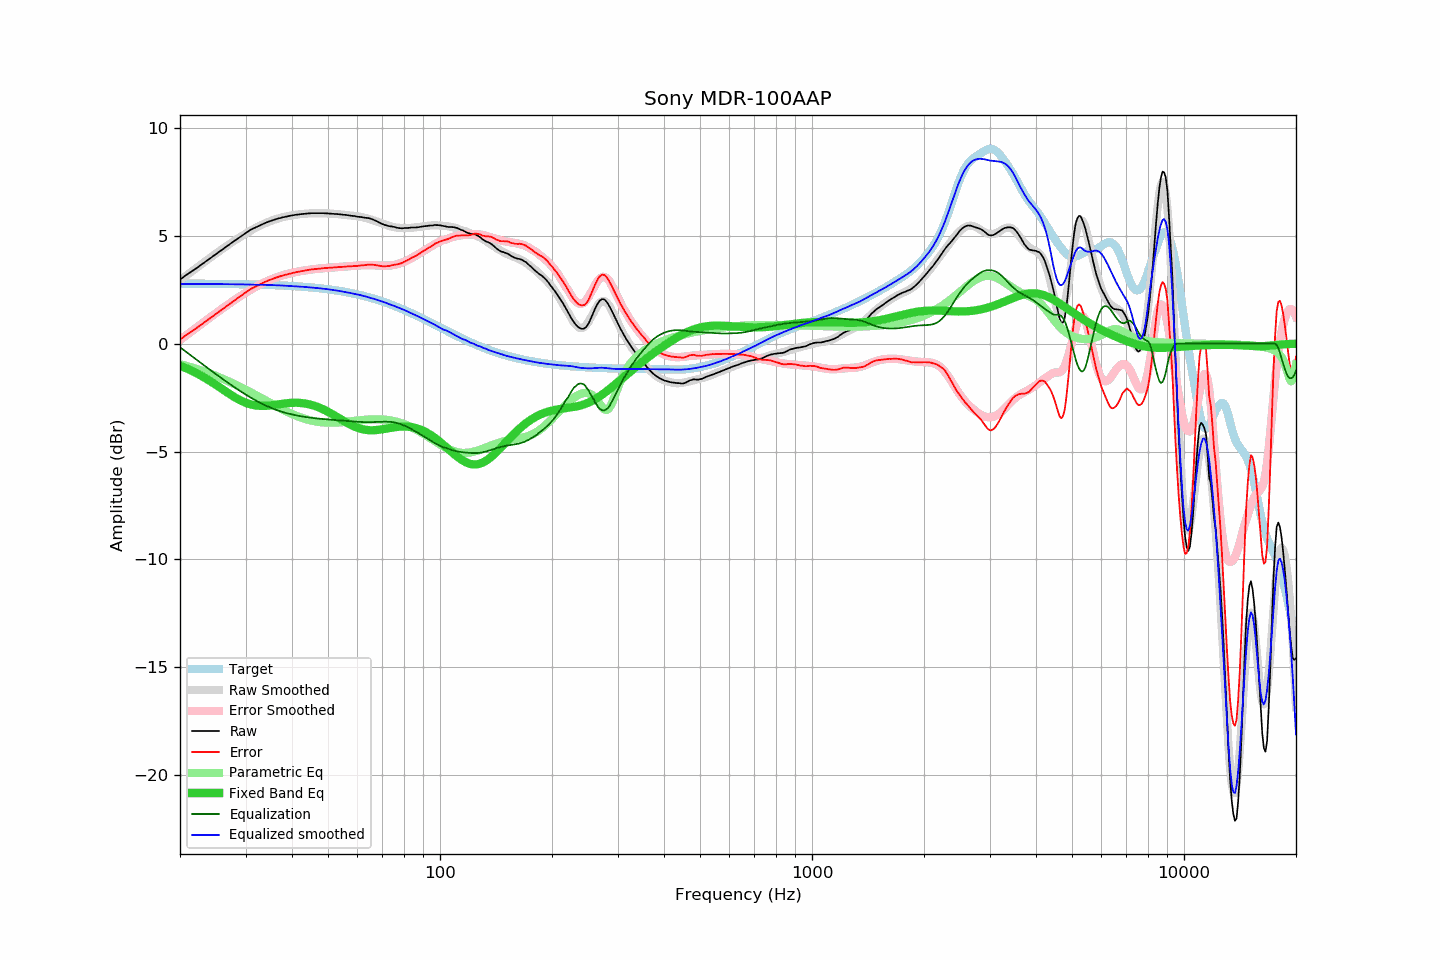 Sony MDR-100AAP
10
5
0
−5
−10
−15
−20
Amplitude (dBr)
Target
Raw Smoothed
Error Smoothed
Raw
Error
Parametric Eq
Fixed Band Eq
Equalization
Equalized smoothed
100
1000
10000
Frequency (Hz)